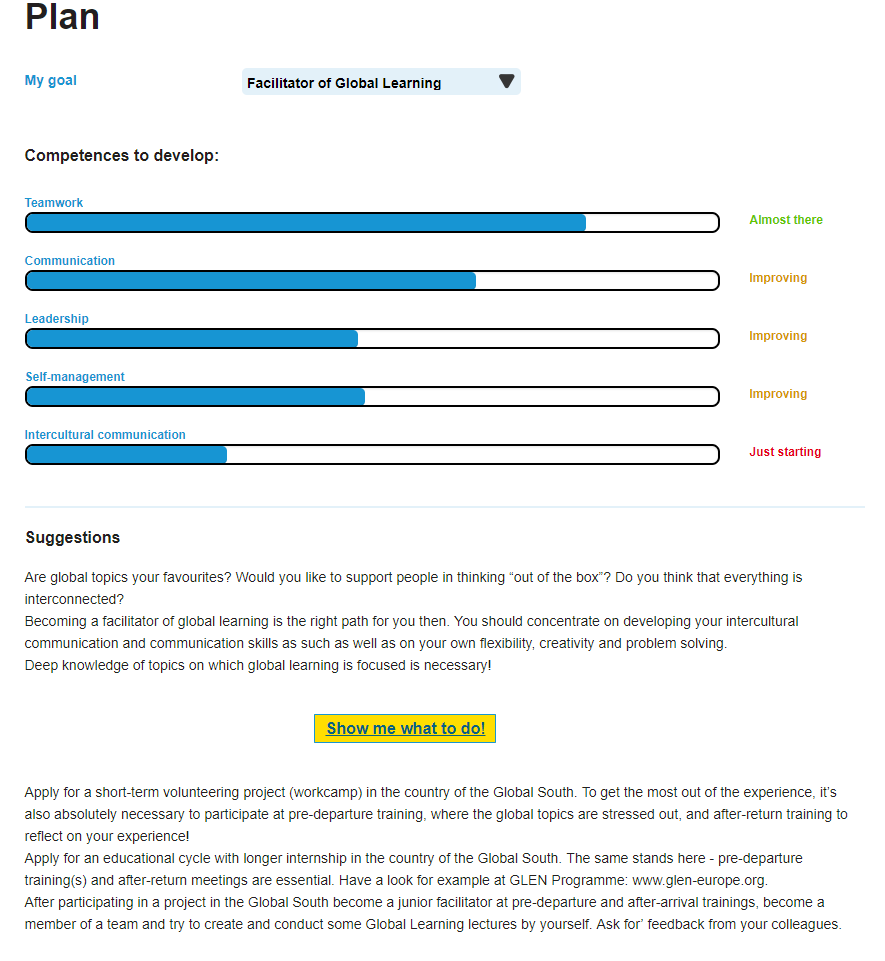 Plan
My goal
Facilitator of Global Learning
Competences to develop:
Teamwork
Almost there
Communication
Improving
Leadership
Improving
Self-management
Improving
Intercultural communication
Just starting
Suggestions
Are global topics your favourites? Would you like to support people in thinking “out of the box”? Do you think that everything is
interconnected?
Becoming a facilitator of global learning is the right path for you then. You should concentrate on developing your intercultural
communication and communication skills as such as well as on your own flexibility, creativity and problem solving.
Deep knowledge of topics on which global learning is focused is necessary!
Show me what to do!
Apply for a short-term volunteering project (workcamp) in the country of the Global South. To get the most out of the experience, it’s
also absolutely necessary to participate at pre-departure training, where the global topics are stressed out, and after-return training to
reflect on your experience!
Apply for an educational cycle with longer internship in the country of the Global South. The same stands here - pre-departure
training(s) and after-return meetings are essential. Have a look for example at GLEN Programme: www.glen-europe.org.
After participating in a project in the Global South become a junior facilitator at pre-departure and after-arrival trainings, become a
member of a team and try to create and conduct some Global Learning lectures by yourself. Ask for’ feedback from your colleagues.